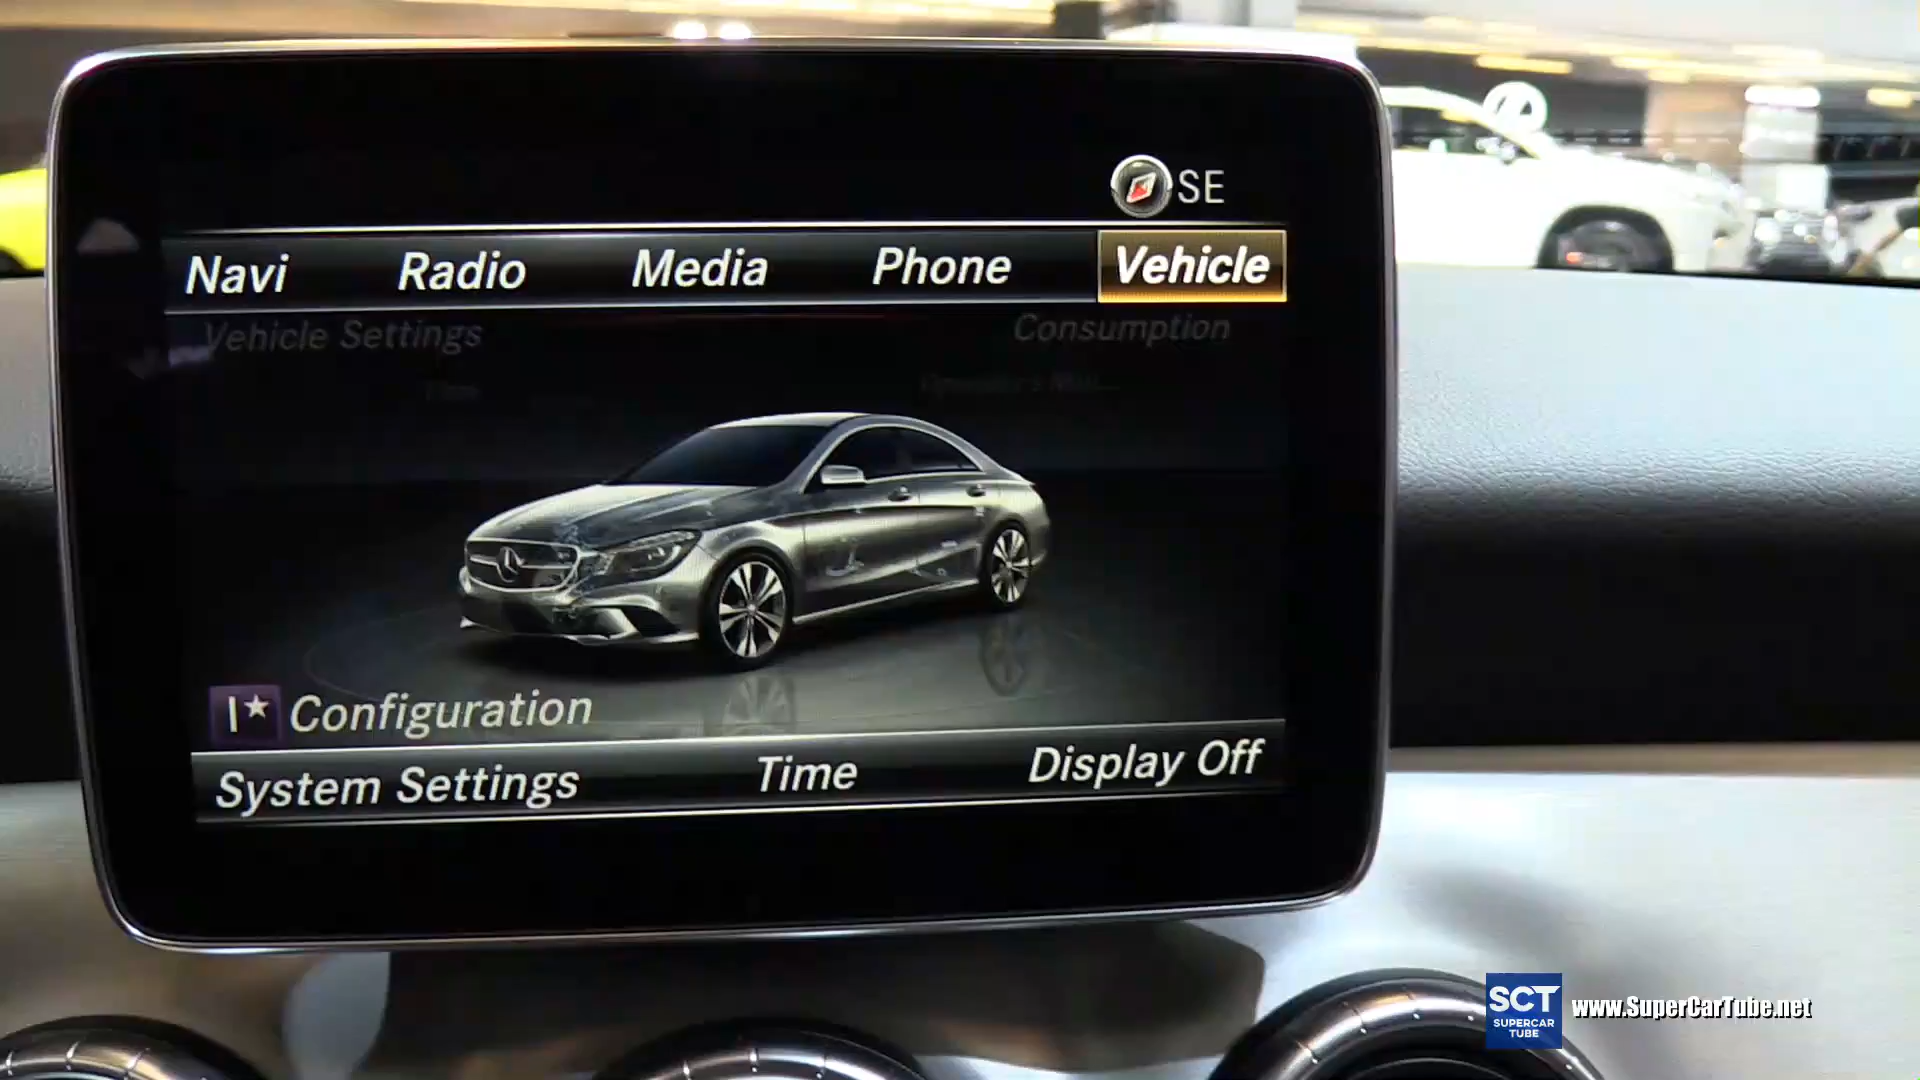 SE
Navi Radio Media Phone Vehicle
Vehicle Settings Consumption
I★ Configuration
System Settings Time Display Off
SCT
SUPERCAR
TUBE
www.SuperCarTube.net